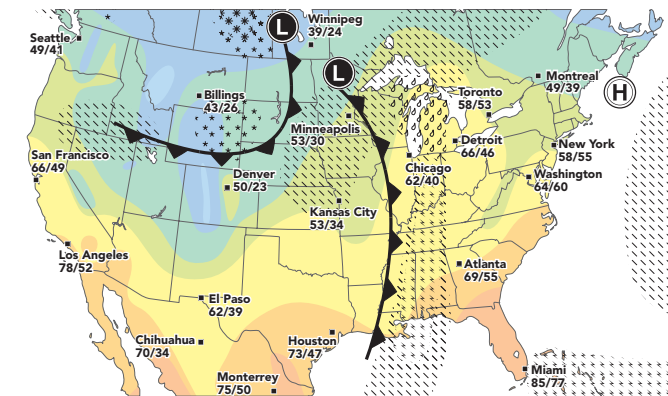 L
Winnipeg
39/24
Seattle
49/41
L
Billings
43/26
Montreal
49/39
H
Toronto
58/53
Minneapolis
53/30
Detroit
66/46
New York
58/55
San Francisco
66/49
Chicago
62/40
Washington
64/60
Denver
50/23
Kansas City
53/34
Los Angeles
78/52
Atlanta
69/55
El Paso
62/39
Chihuahua
70/34
Houston
73/47
Monterrey
75/50
Miami
85/77